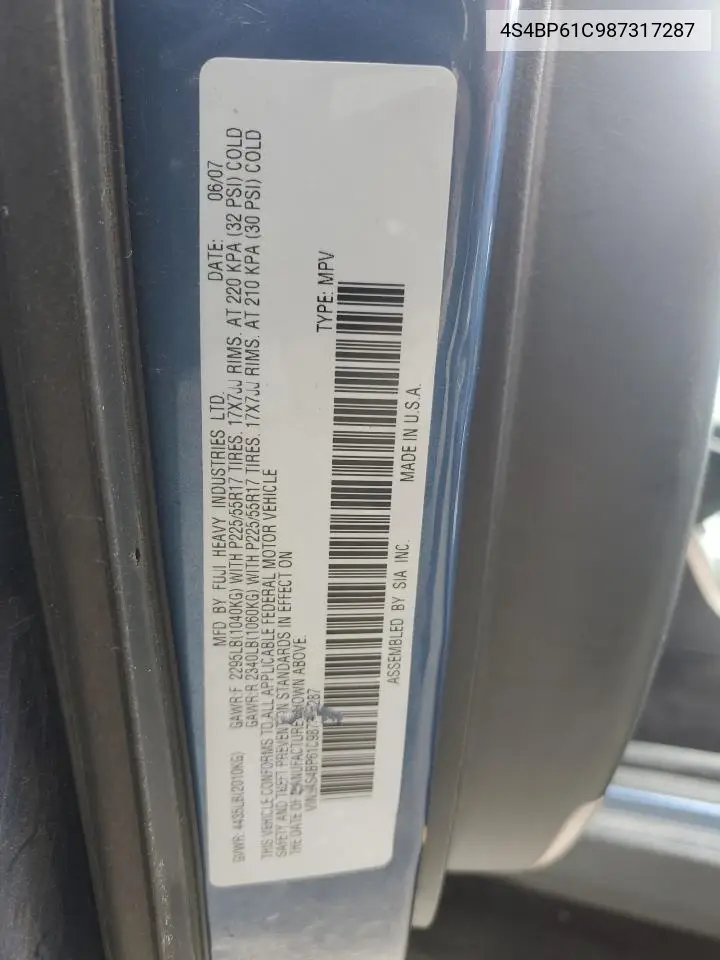 4S4BP61C987317287
MFD BY FUJI HEAVY INDUSTRIES LTD. DATE: 06/07
GVWR: 4435LB(2010KG) GAWR:F 2295LB(1040KG) WITH P225/55R17 TIRES: 17X7JJ RIMS. AT 220 KPA (32 PSI) COLD
GAWR:R 2340LB(1060KG) WITH P225/55R17 TIRES: 17X7JJ RIMS. AT 210 KPA (30 PSI) COLD
THIS VEHICLE CONFORMS TO ALL APPLICABLE FEDERAL MOTOR VEHICLE
SAFETY AND THEFT PREVENTION STANDARDS IN EFFECT ON
THE DATE OF MANUFACTURE SHOWN ABOVE.
VIN: TYPE: MPV
ASSEMBLED BY SIA INC. MADE IN U.S.A.